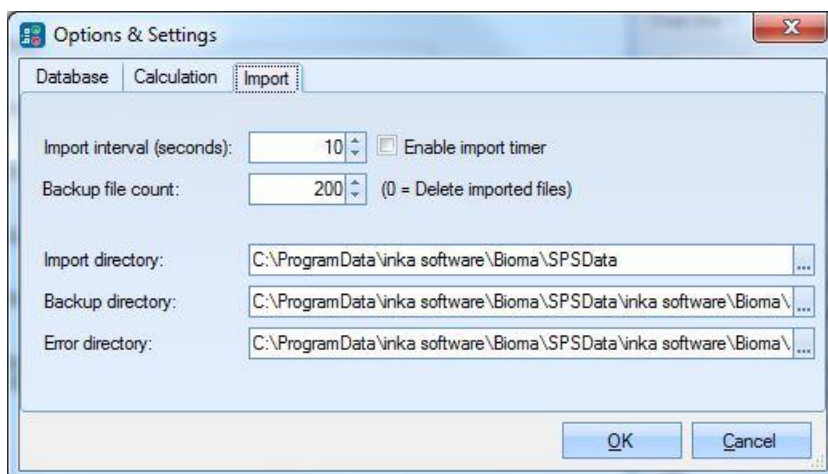 Options & Settings
Database Calculation Import
Import interval (seconds): 10 Enable import timer
Backup file count: 200 (0 = Delete imported files)
Import directory: C:\ProgramData\inka software\Bioma\SPSData ...
Backup directory: C:\ProgramData\inka software\Bioma\SPSData\inka software\Bioma\ ...
Error directory: C:\ProgramData\inka software\Bioma\SPSData\inka software\Bioma\ ...
OK Cancel